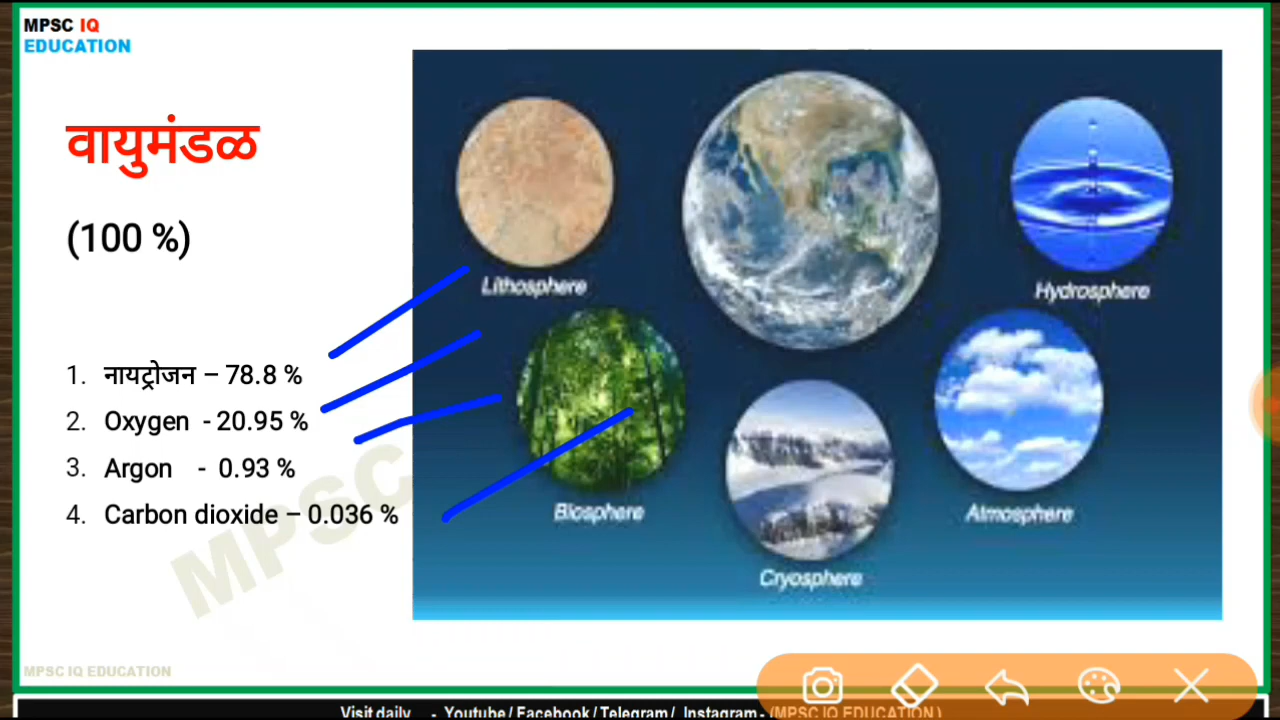 MPSC IQ
EDUCATION
वायुमंडळ
(100 %)
1. नायट्रोजन – 78.8 %
2. Oxygen - 20.95 %
3. Argon - 0.93 %
4. Carbon dioxide – 0.036 %
Lithosphere
Hydrosphere
Biosphere
Atmosphere
Cryosphere
MPSC
MPSC IQ EDUCATION
Visit daily - Youtube / Facebook / Telegram / Instagram - (MPSC IQ EDUCATION )